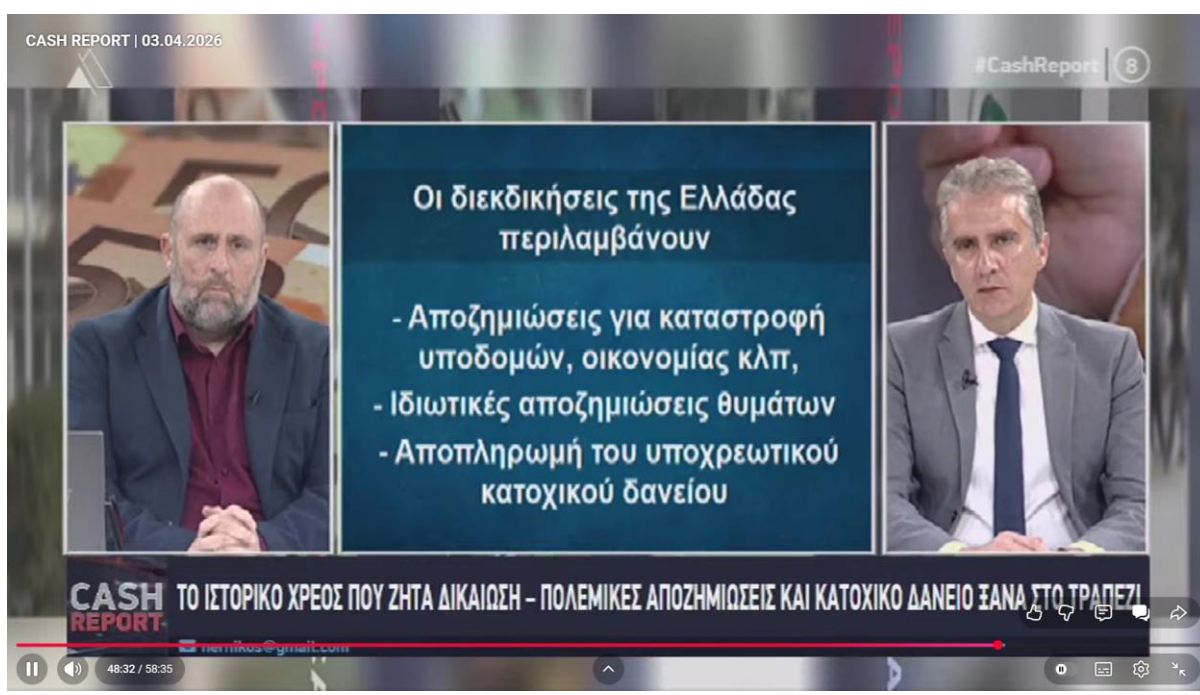 CASH REPORT | 03.04.2026
#CashReport 8
Οι διεκδικήσεις της Ελλάδας
περιλαμβάνουν
- Αποζημιώσεις για καταστροφή
υποδομών, οικονομίας κλπ,
- Ιδιωτικές αποζημιώσεις θυμάτων
- Αποπληρωμή του υποχρεωτικού
κατοχικού δανείου
CASH
REPORT
ΤΟ ΙΣΤΟΡΙΚΟ ΧΡΕΟΣ ΠΟΥ ΖΗΤΑ ΔΙΚΑΙΩΣΗ – ΠΟΛΕΜΙΚΕΣ ΑΠΟΖΗΜΙΩΣΕΙΣ ΚΑΙ ΚΑΤΟΧΙΚΟ ΔΑΝΕΙΟ ΞΑΝΑ ΣΤΟ ΤΡΑΠΕΖΙ
48:32 / 58:35